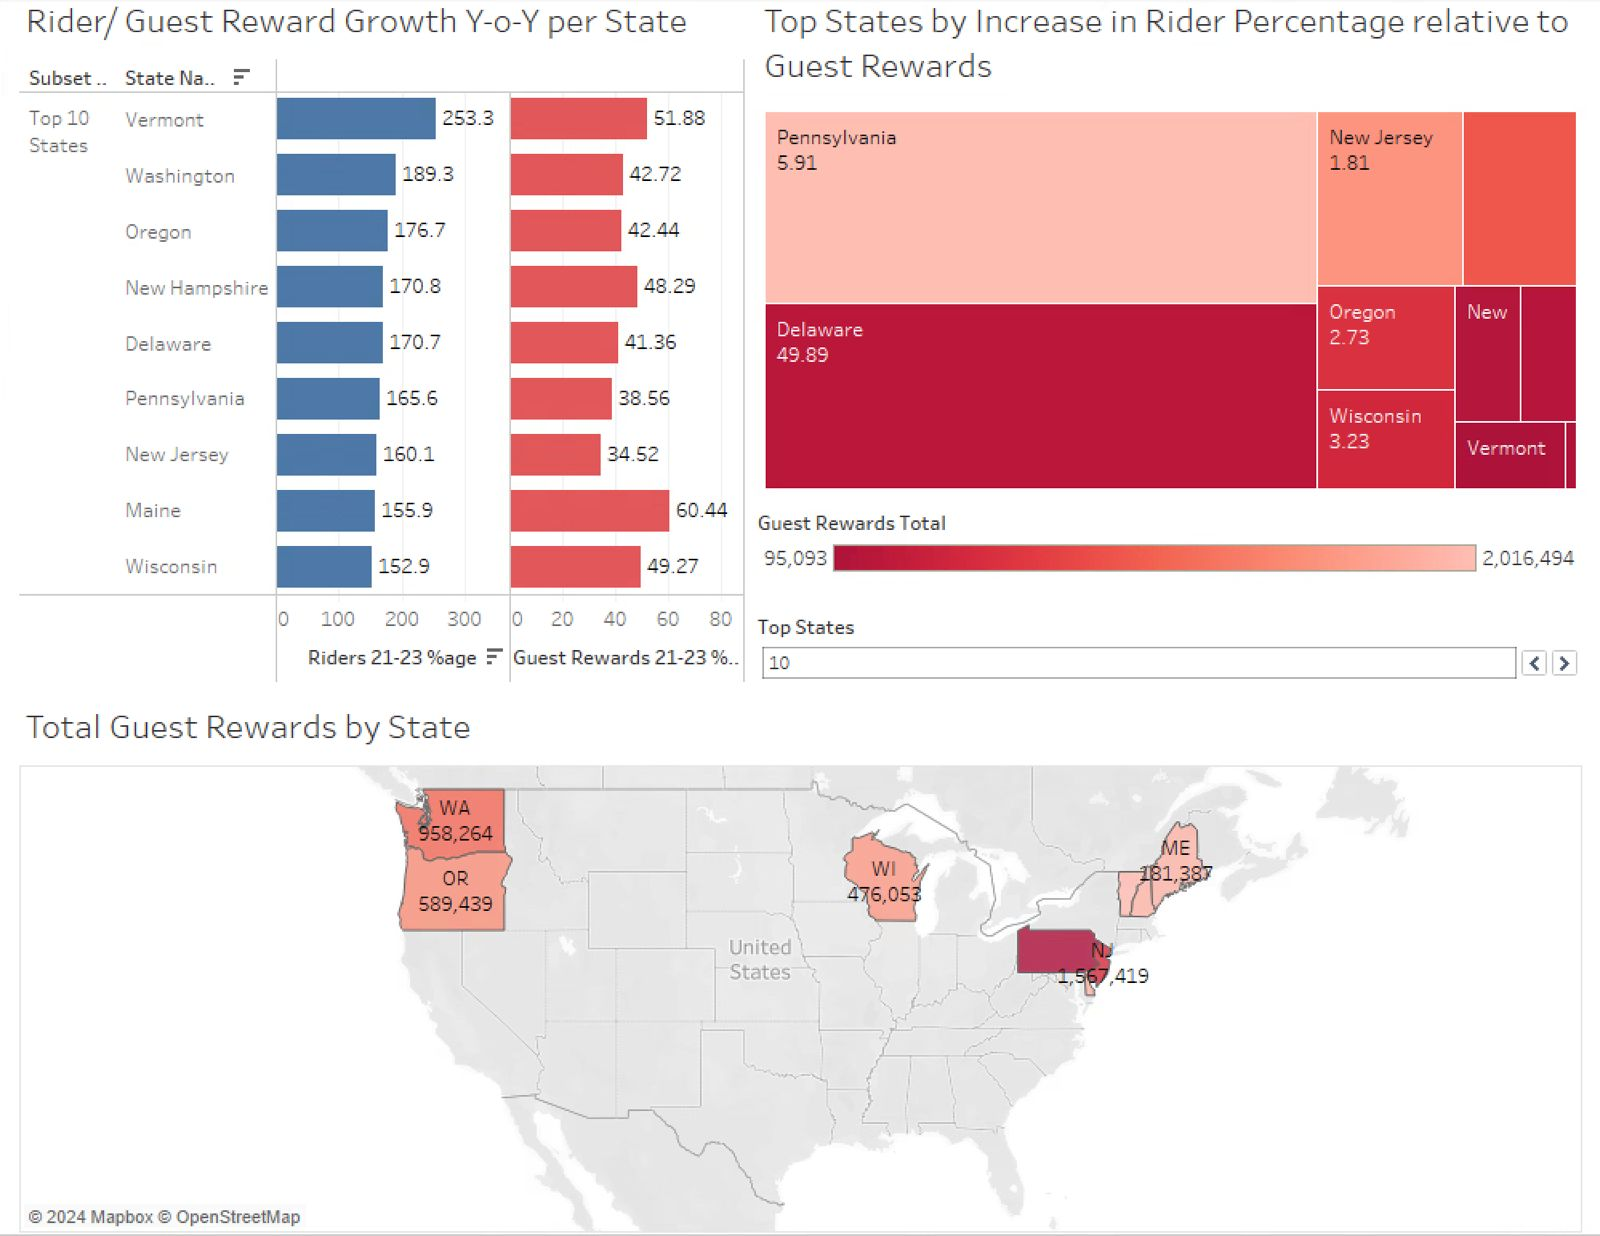 Rider/ Guest Reward Growth Y-o-Y per State
Subset .. State Na..
Top 10 States
Vermont 253.3 51.88
Washington 189.3 42.72
Oregon 176.7 42.44
New Hampshire 170.8 48.29
Delaware 170.7 41.36
Pennsylvania 165.6 38.56
New Jersey 160.1 34.52
Maine 155.9 60.44
Wisconsin 152.9 49.27
0 100 200 300 0 20 40 60 80
Riders 21-23 %age Guest Rewards 21-23 %..
Top States by Increase in Rider Percentage relative to
Guest Rewards
Pennsylvania
5.91
New Jersey
1.81
Delaware
49.89
Oregon
2.73
New
Wisconsin
3.23
Vermont
Guest Rewards Total
95,093 2,016,494
Top States
10
Total Guest Rewards by State
WA
958,264
OR
589,439
WI
476,053
ME
181,387
NJ
1,567,419
United
States
© 2024 Mapbox © OpenStreetMap